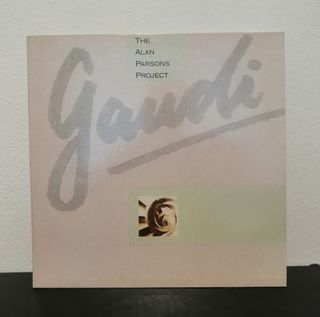 THE
ALAN
PARSONS
PROJECT
gaudi